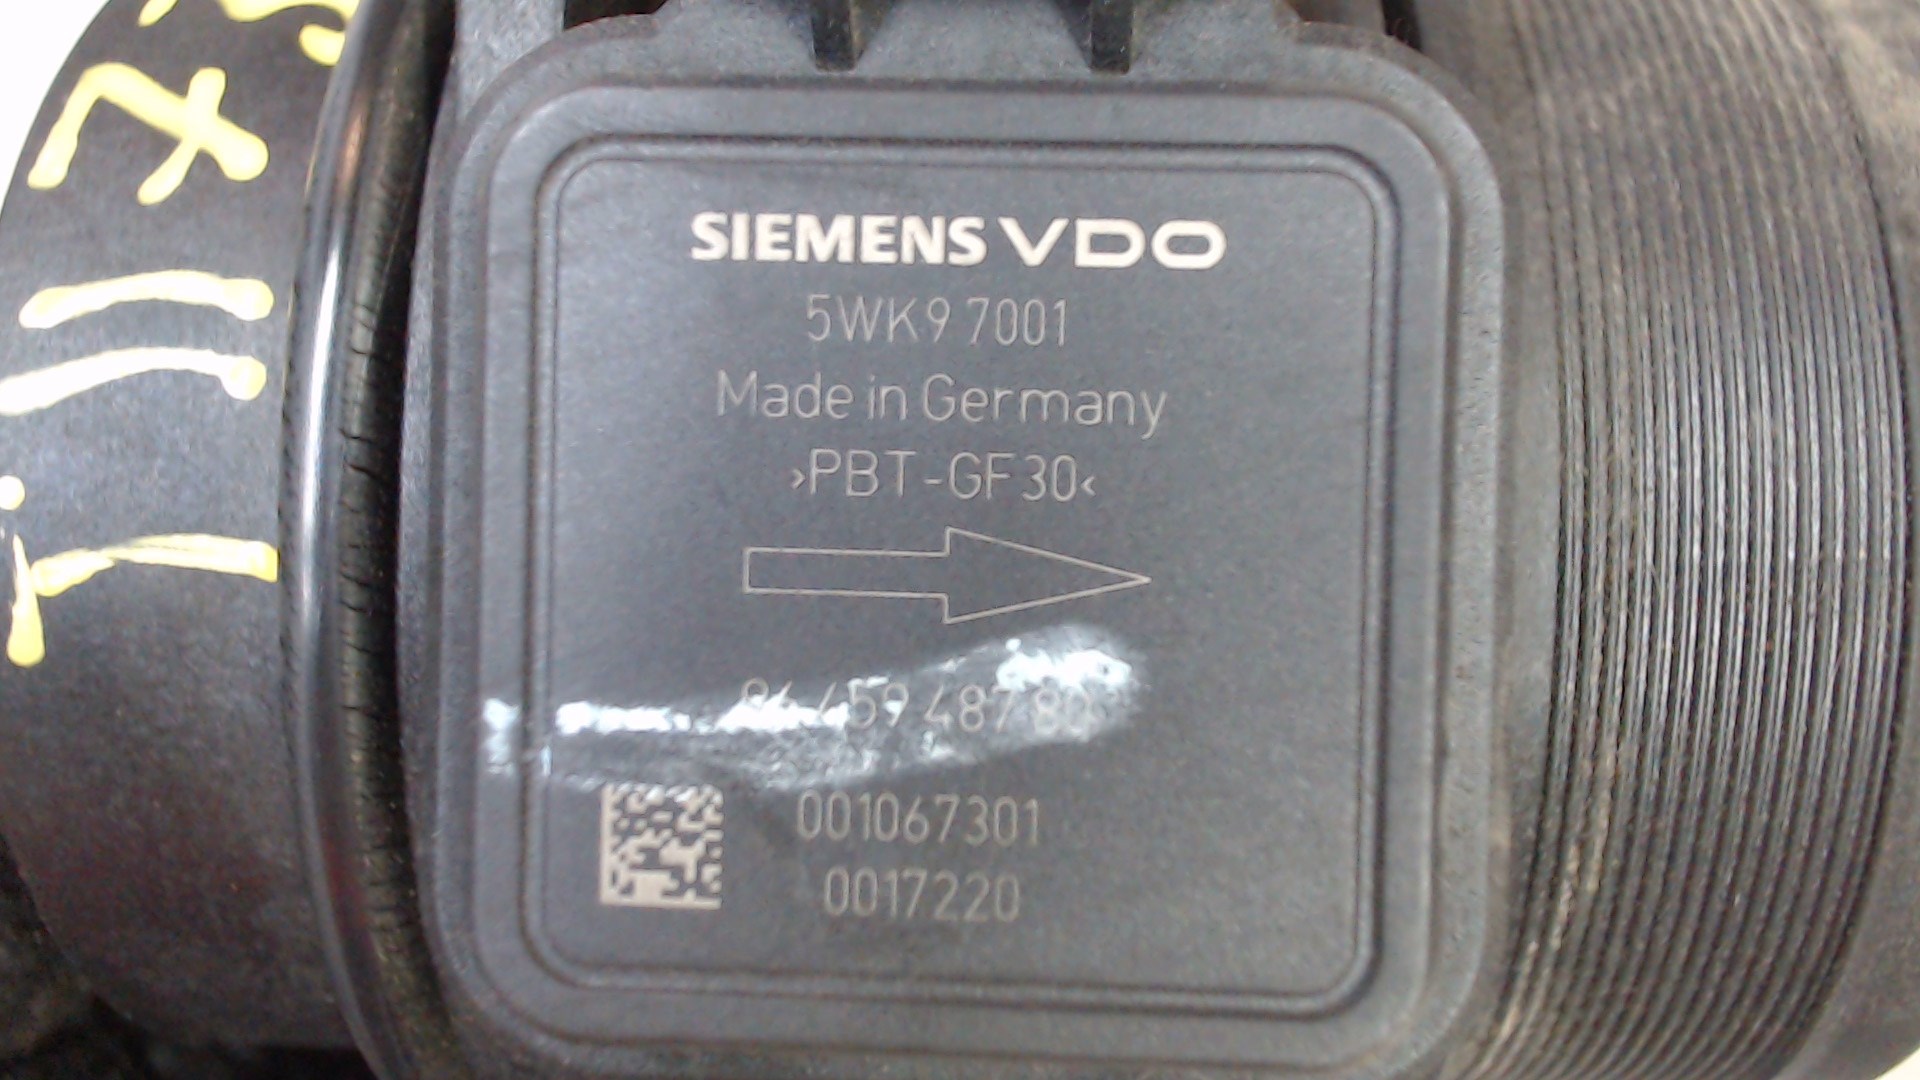 SIEMENS VDO
5WK9 7001
Made in Germany
›PBT-GF30‹
001067301
0017220